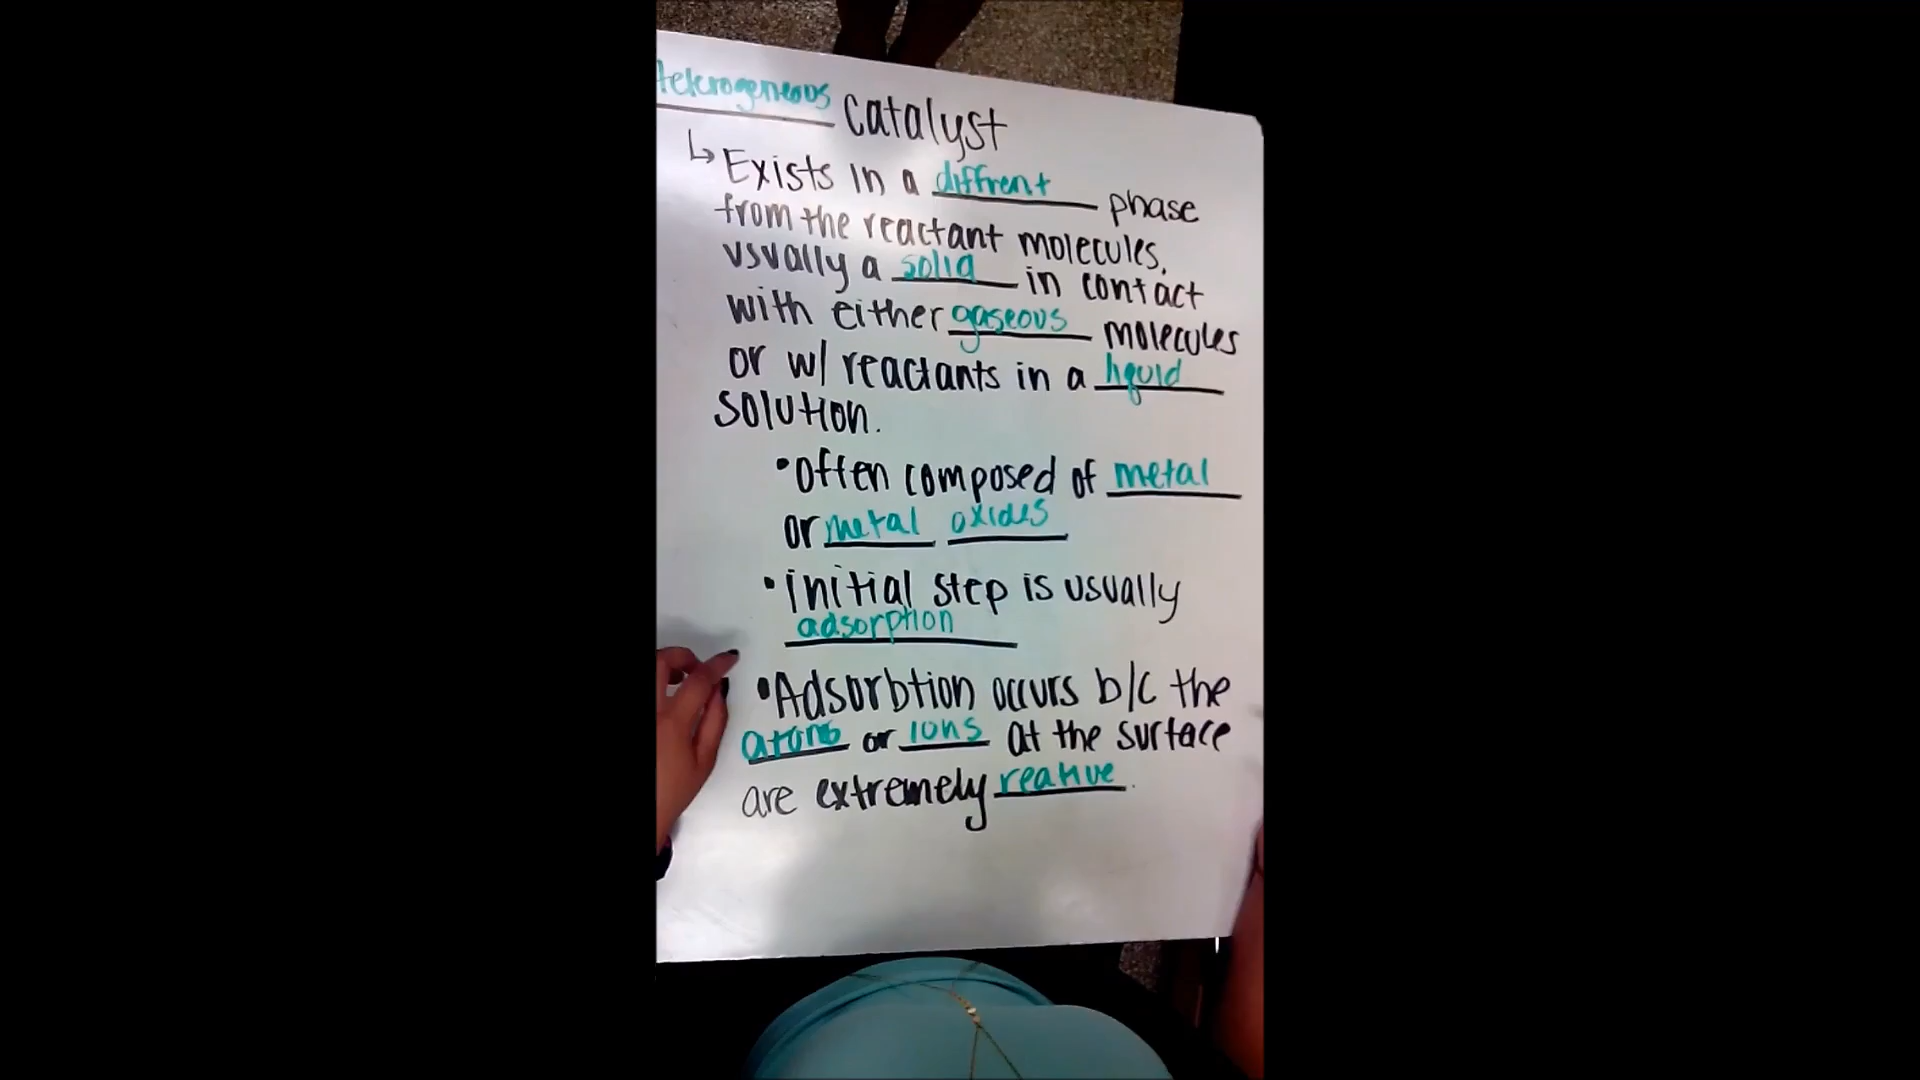 Heterogeneous catalyst
↳ Exists in a diffrent phase
from the reactant molecules,
usually a solid in contact
with either gaseous molecules
or w/ reactants in a liquid
solution.
• Often composed of metal
or metal oxides
• initial step is usually
adsorption
• Adsorbtion occurs b/c the
atoms or ions at the surface
are extremely reative.